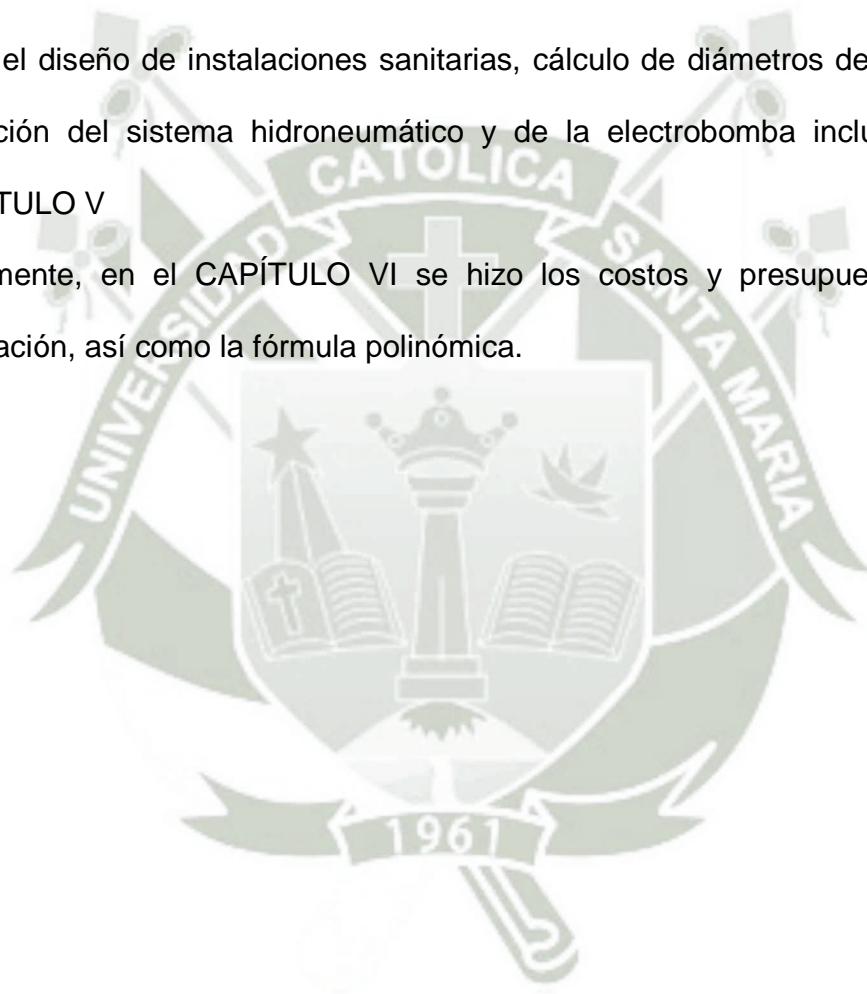 el diseño de instalaciones sanitarias, cálculo de diámetros de
ción del sistema hidroneumático y de la electrobomba inclu
TULO V
mente, en el CAPÍTULO VI se hizo los costos y presupue
ación, así como la fórmula polinómica.
UNIVERSIDAD CATOLICA SANTA MARIA
1961